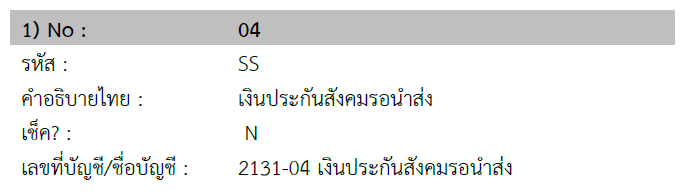 1) No : 04
รหัส : SS
คำอธิบายไทย : เงินประกันสังคมรอนำส่ง
เช็ค? : N
เลขที่บัญชี/ชื่อบัญชี : 2131-04 เงินประกันสังคมรอนำส่ง